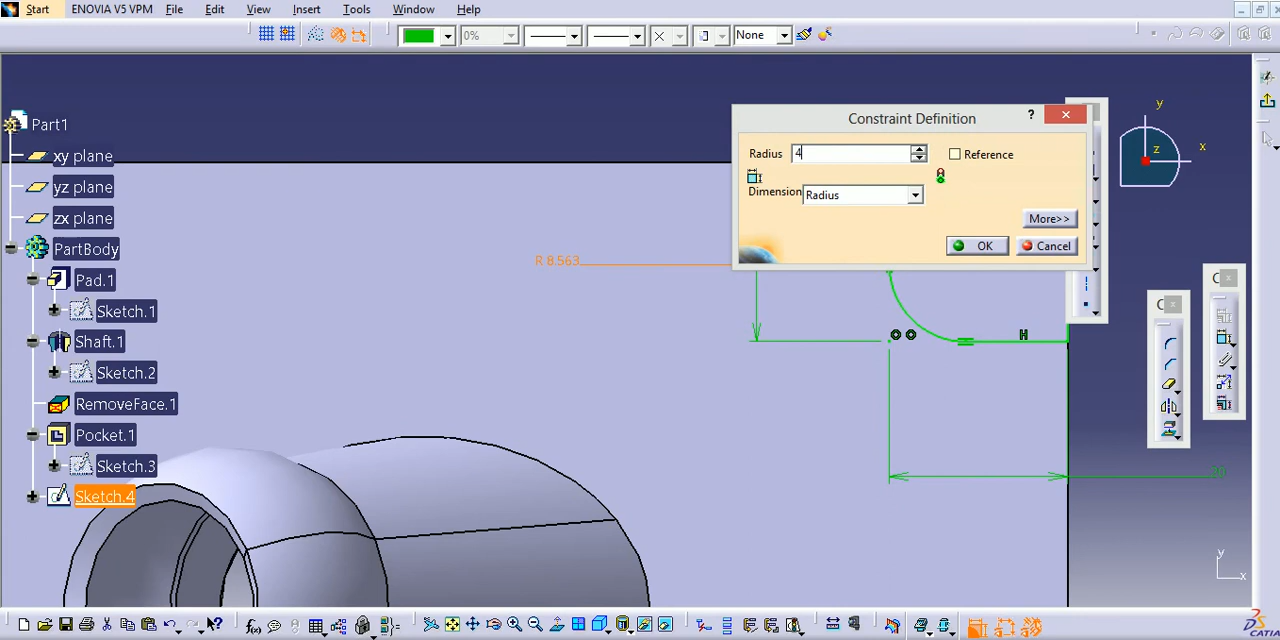 Start ENOVIA V5 VPM File Edit View Insert Tools Window Help
0% None
Part1
xy plane
yz plane
zx plane
PartBody
Pad.1
Sketch.1
Shaft.1
Sketch.2
RemoveFace.1
Pocket.1
Sketch.3
Sketch.4
R 8.563
Constraint Definition
? x
Radius 4
Reference
Dimension Radius
More>>
OK Cancel
H
20
y
z
x
y
x